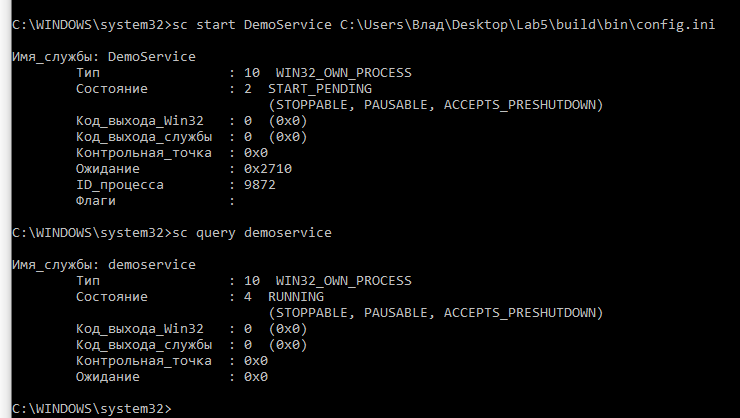 C:\WINDOWS\system32>sc start DemoService C:\Users\Влад\Desktop\Lab5\build\bin\config.ini
Имя_службы: DemoService
Тип : 10 WIN32_OWN_PROCESS
Состояние : 2 START_PENDING
(STOPPABLE, PAUSABLE, ACCEPTS_PRESHUTDOWN)
Код_выхода_Win32 : 0 (0x0)
Код_выхода_службы : 0 (0x0)
Контрольная_точка : 0x0
Ожидание : 0x2710
ID_процесса : 9872
Флаги :
C:\WINDOWS\system32>sc query demoservice
Имя_службы: demoservice
Тип : 10 WIN32_OWN_PROCESS
Состояние : 4 RUNNING
(STOPPABLE, PAUSABLE, ACCEPTS_PRESHUTDOWN)
Код_выхода_Win32 : 0 (0x0)
Код_выхода_службы : 0 (0x0)
Контрольная_точка : 0x0
Ожидание : 0x0
C:\WINDOWS\system32>